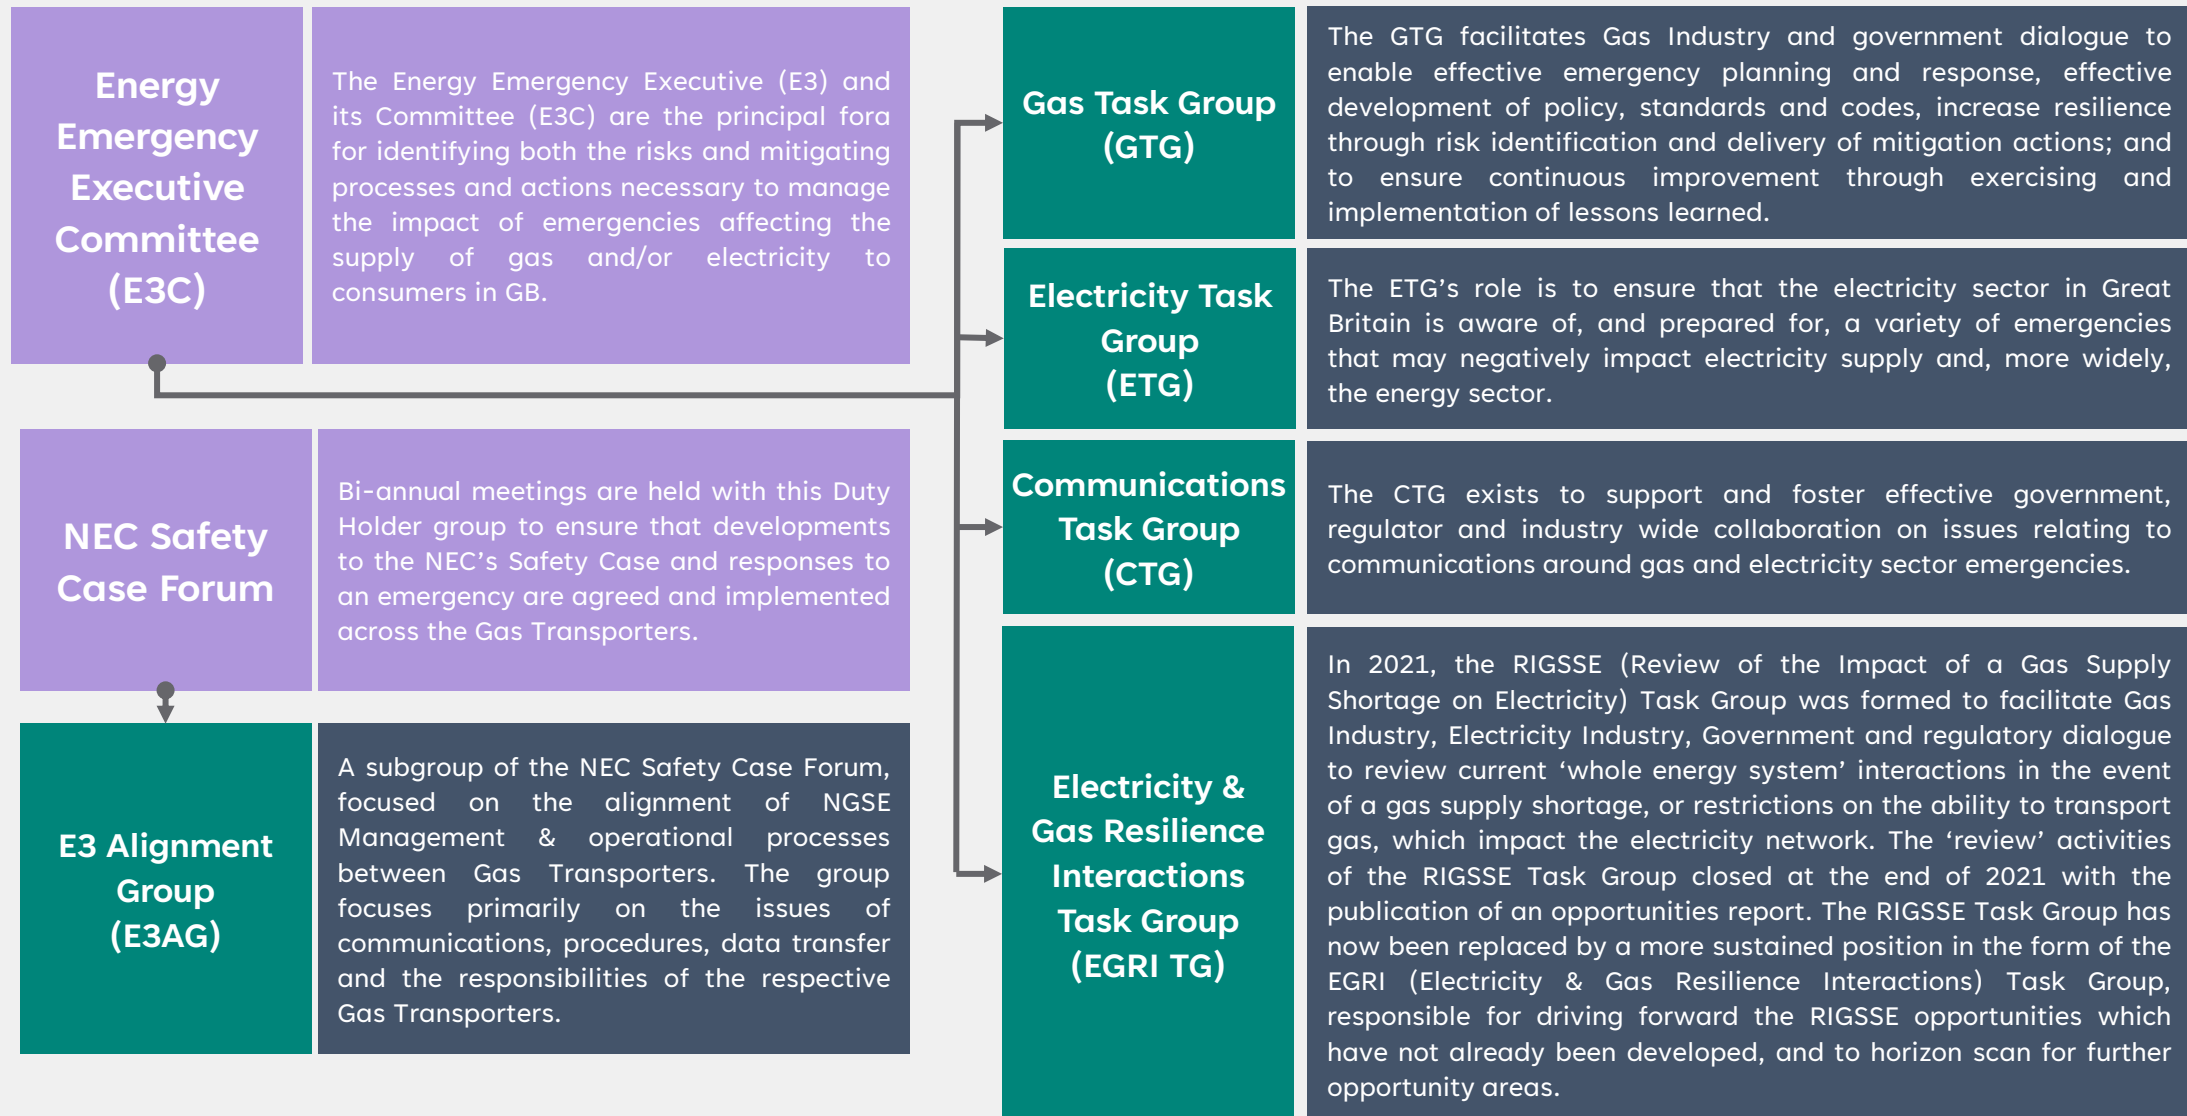 Energy
Emergency
Executive
Committee
(E3C)
The Energy Emergency Executive (E3) and
its Committee (E3C) are the principal fora
for identifying both the risks and mitigating
processes and actions necessary to manage
the impact of emergencies affecting the
supply of gas and/or electricity to
consumers in GB.
NEC Safety
Case Forum
Bi-annual meetings are held with this Duty
Holder group to ensure that developments
to the NEC's Safety Case and responses to
an emergency are agreed and implemented
across the Gas Transporters.
E3 Alignment
Group
(E3AG)
A subgroup of the NEC Safety Case Forum,
focused on the alignment of NGSE
Management & operational processes
between Gas Transporters. The group
focuses primarily on the issues of
communications, procedures, data transfer
and the responsibilities of the respective
Gas Transporters.
Gas Task Group
(GTG)
The GTG facilitates Gas Industry and government dialogue to
enable effective emergency planning and response, effective
development of policy, standards and codes, increase resilience
through risk identification and delivery of mitigation actions; and
to ensure continuous improvement through exercising and
implementation of lessons learned.
Electricity Task
Group
(ETG)
The ETG's role is to ensure that the electricity sector in Great
Britain is aware of, and prepared for, a variety of emergencies
that may negatively impact electricity supply and, more widely,
the energy sector.
Communications
Task Group
(CTG)
The CTG exists to support and foster effective government,
regulator and industry wide collaboration on issues relating to
communications around gas and electricity sector emergencies.
Electricity &
Gas Resilience
Interactions
Task Group
(EGRI TG)
In 2021, the RIGSSE (Review of the Impact of a Gas Supply
Shortage on Electricity) Task Group was formed to facilitate Gas
Industry, Electricity Industry, Government and regulatory dialogue
to review current ‘whole energy system’ interactions in the event
of a gas supply shortage, or restrictions on the ability to transport
gas, which impact the electricity network. The ‘review’ activities
of the RIGSSE Task Group closed at the end of 2021 with the
publication of an opportunities report. The RIGSSE Task Group has
now been replaced by a more sustained position in the form of the
EGRI (Electricity & Gas Resilience Interactions) Task Group,
responsible for driving forward the RIGSSE opportunities which
have not already been developed, and to horizon scan for further
opportunity areas.